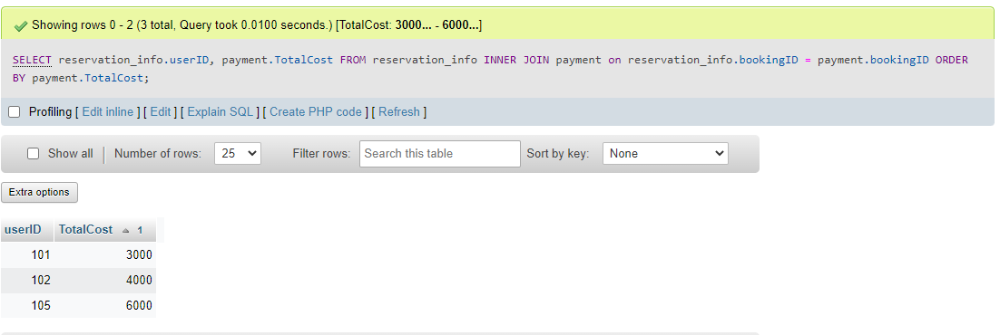 Showing rows 0 - 2 (3 total, Query took 0.0100 seconds.) [TotalCost: 3000... - 6000...]
SELECT reservation_info.userID, payment.TotalCost FROM reservation_info INNER JOIN payment on reservation_info.bookingID = payment.bookingID ORDER
BY payment.TotalCost;
Profiling [ Edit inline ] [ Edit ] [ Explain SQL ] [ Create PHP code ] [ Refresh ]
Show all Number of rows: 25 Filter rows: Search this table Sort by key: None
Extra options
userID TotalCost 1
101 3000
102 4000
105 6000